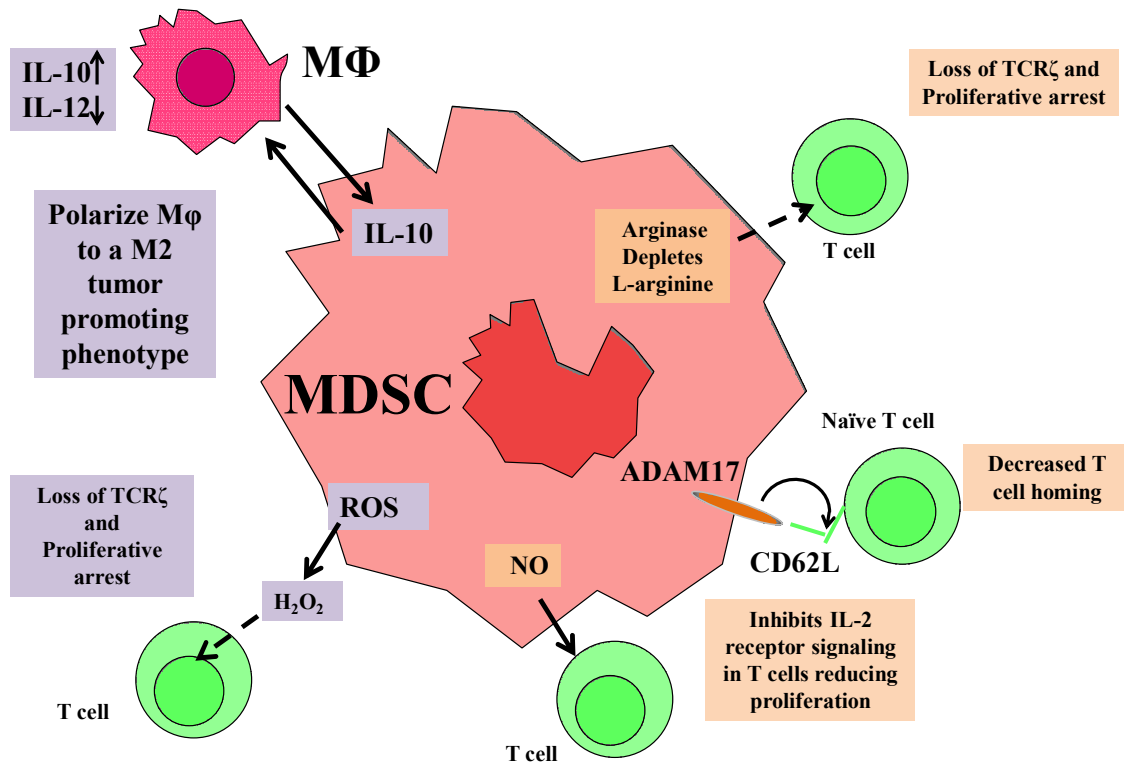 MΦ
IL-10↑
IL-12↓
Polarize Mφ
to a M2
tumor
promoting
phenotype
IL-10
Loss of TCRζ and
Proliferative arrest
T cell
Arginase
Depletes
L-arginine
MDSC
Naïve T cell
Decreased T
cell homing
ADAM17
CD62L
Loss of TCRζ
and
Proliferative
arrest
ROS
H₂O₂
T cell
NO
T cell
Inhibits IL-2
receptor signaling
in T cells reducing
proliferation